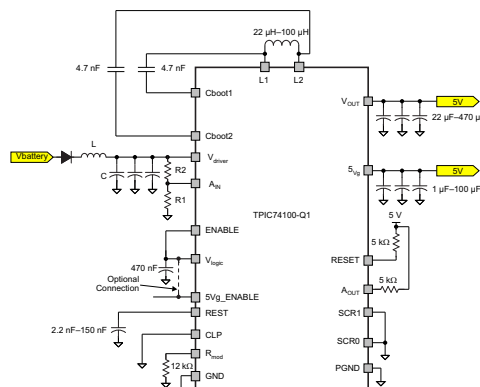 22 µH–100 µH
4.7 nF
4.7 nF
L1
L2
Cboot1
Cboot2
VOUT
5V
22 µF–470 µ
Vbattery
L
Vdriver
R2
C
AIN
R1
5Vg
5V
1 µF–100 µF
TPIC74100-Q1
5 V
5 kΩ
ENABLE
Vlogic
470 nF
Optional
Connection
5Vg_ENABLE
RESET
5 kΩ
AOUT
REST
2.2 nF–150 nF
SCR1
CLP
SCR0
Rmod
12 kΩ
GND
PGND